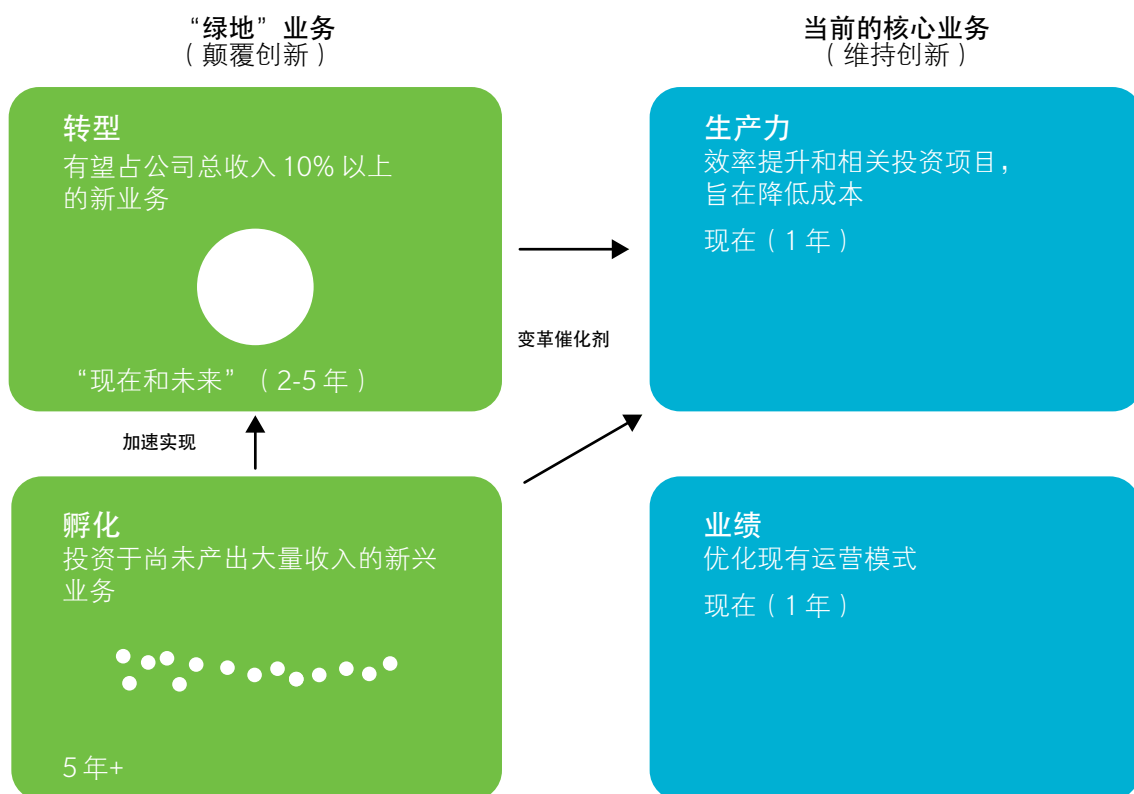 “绿地”业务
（颠覆创新）
当前的核心业务
（维持创新）
转型
有望占公司总收入 10% 以上
的新业务
“现在和未来”（2-5 年）
生产力
效率提升和相关投资项目，
旨在降低成本
现在（1 年）
变革催化剂
加速实现
孵化
投资于尚未产出大量收入的新兴
业务
5 年+
业绩
优化现有运营模式
现在（1 年）